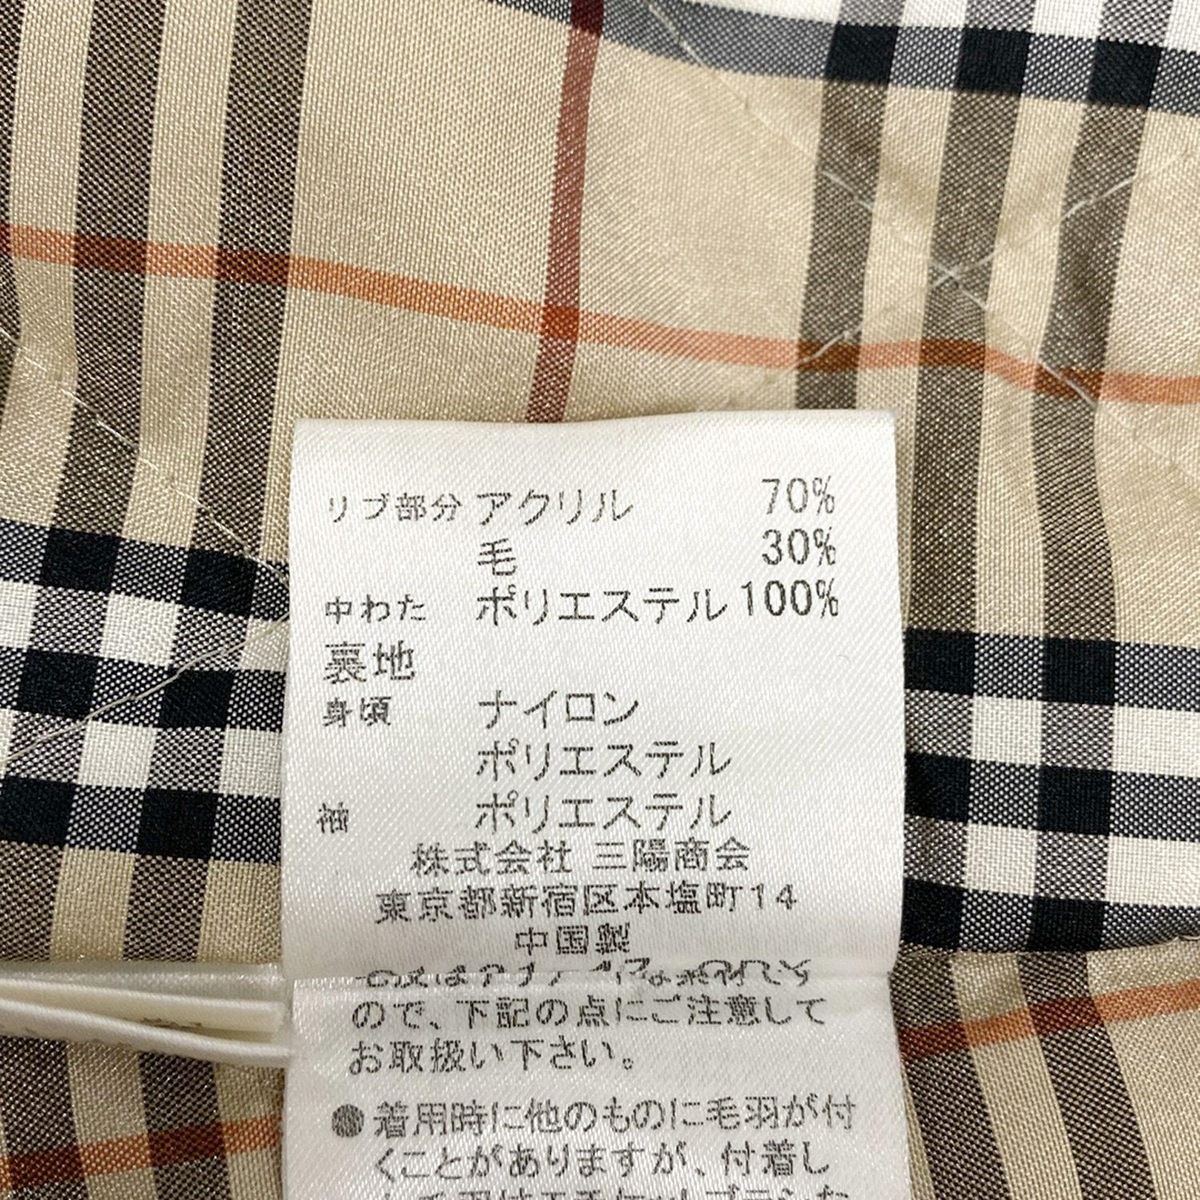 リブ部分 アクリル 70%
毛 30%
中わた ポリエステル 100%
裏地
身頃 ナイロン
ポリエステル
袖 ポリエステル
株式会社 三陽商会
東京都新宿区本塩町14
中国製
ので、下記の点にご注意して
お取扱い下さい。
●着用時に他のものに毛羽が付
くことがありますが、付着し